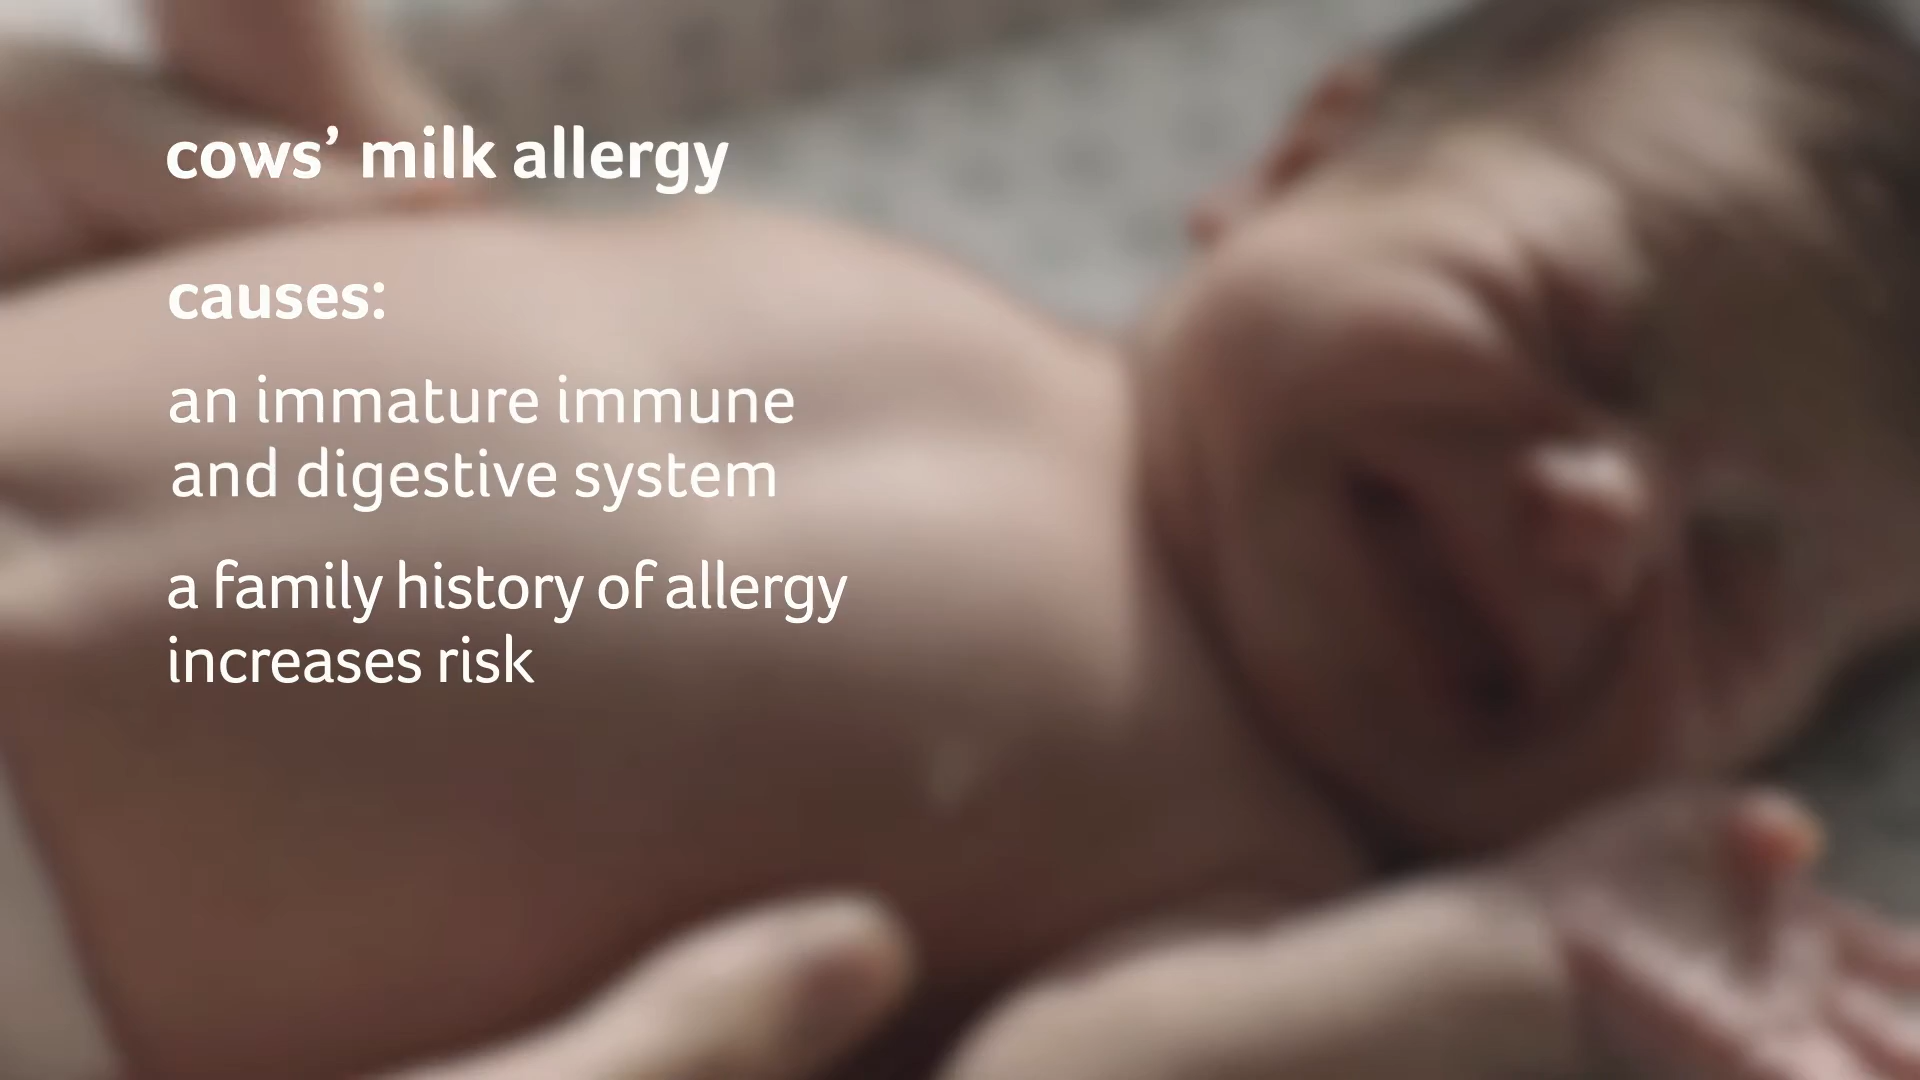 cows’ milk allergy
causes:
an immature immune
and digestive system
a family history of allergy
increases risk